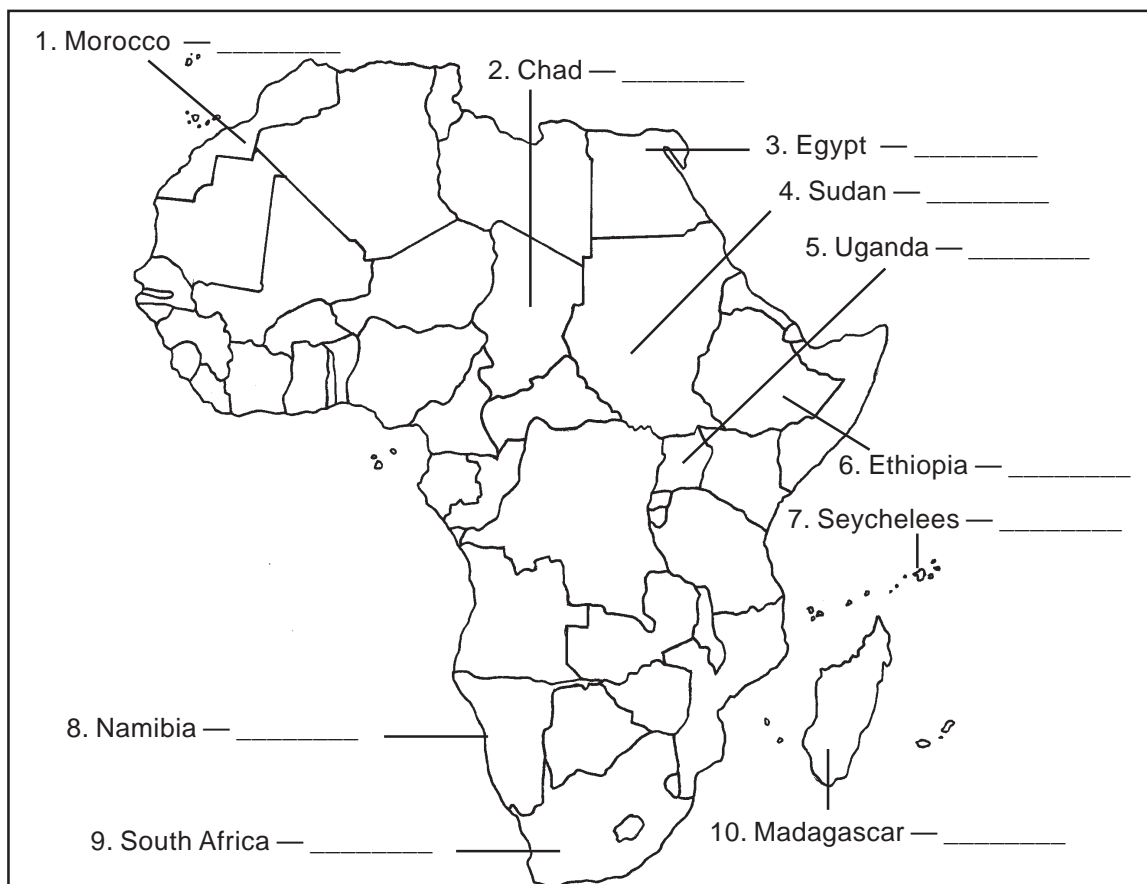 1. Morocco — ________
2. Chad — ________
3. Egypt — ________
4. Sudan — ________
5. Uganda — ________
6. Ethiopia — ________
7. Seychelees — ________
8. Namibia — ________
9. South Africa — ________
10. Madagascar — ________